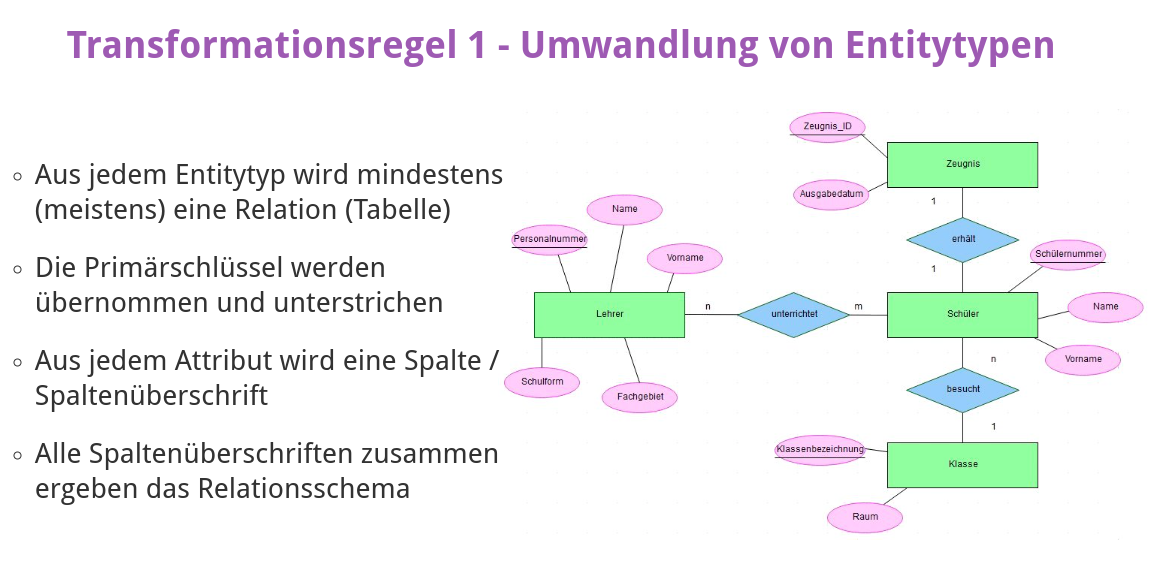 Transformationsregel 1 - Umwandlung von Entitytypen
Aus jedem Entitytyp wird mindestens
(meistens) eine Relation (Tabelle)
Die Primärschlüssel werden
übernommen und unterstrichen
Aus jedem Attribut wird eine Spalte /
Spaltenüberschrift
Alle Spaltenüberschriften zusammen
ergeben das Relationsschema
Zeugnis_ID
Zeugnis
Ausgabedatum
1
Name
erhält
Personalnummer
Schülernummer
Vorname
1
n
m
Name
Lehrer
unterrichtet
Schüler
n
Vorname
Schulform
besucht
Fachgebiet
1
Klassenbezeichnung
Klasse
Raum